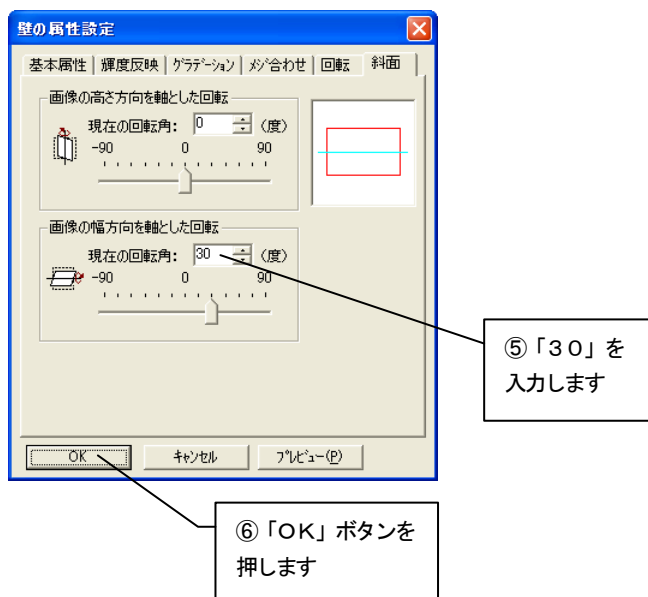 壁の属性設定
基本属性 輝度反映 グラデーション メジ合わせ 回転 斜面
画像の高さ方向を軸とした回転
現在の回転角: 0 (度)
-90 0 90
画像の幅方向を軸とした回転
現在の回転角: 30 (度)
-90 0 90
⑤「３０」を
入力します
OK キャンセル プレビュー(P)
⑥「OK」ボタンを
押します